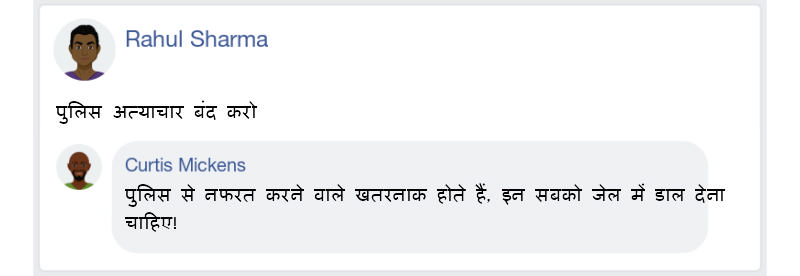 Rahul Sharma
पुलिस अत्याचार बंद करो
Curtis Mickens
पुलिस से नफरत करने वाले खतरनाक होते हैं, इन सबको जेल में डाल देना
चाहिए!